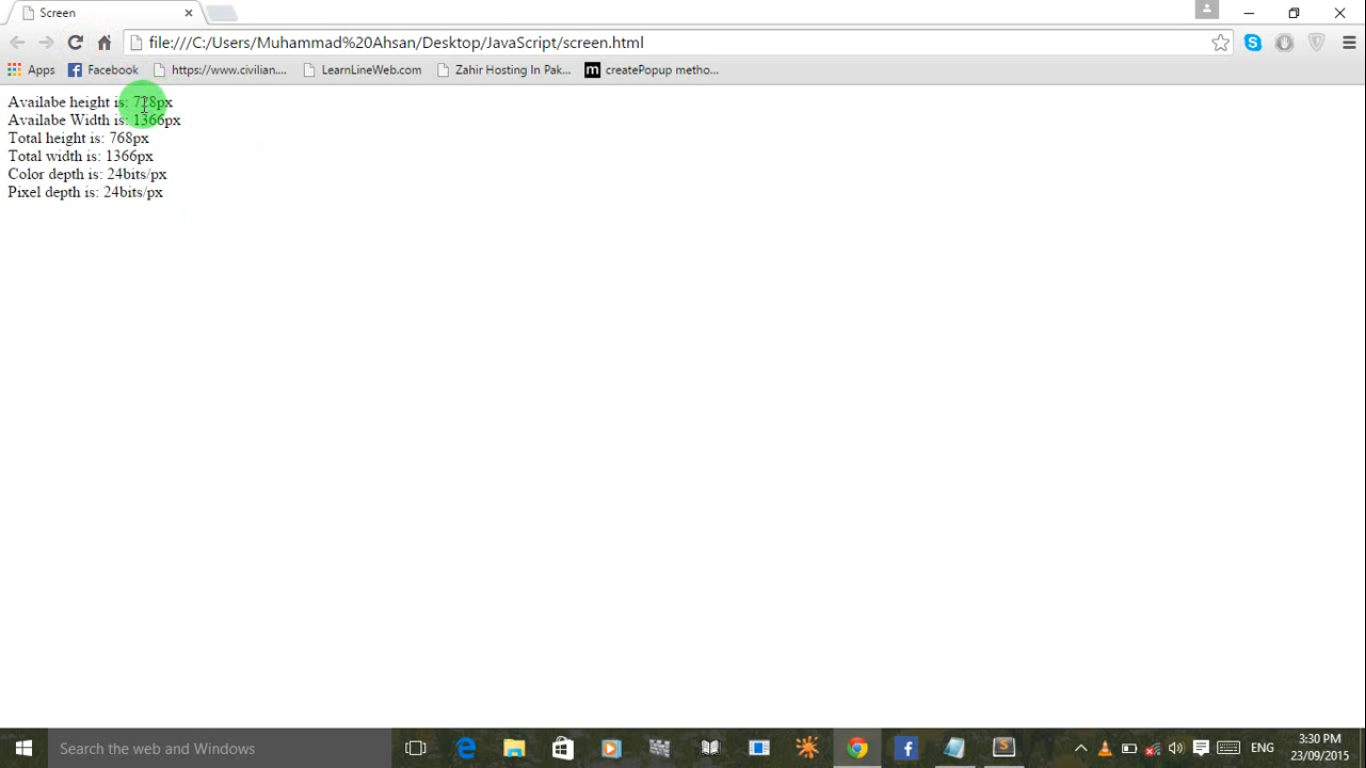 Screen
file:///C:/Users/Muhammad%20Ahsan/Desktop/JavaScript/screen.html
Apps Facebook https://www.civilian.... LearnLineWeb.com Zahir Hosting In Pak... m createPopup metho...
Availabe height is: 728px
Availabe Width is: 1366px
Total height is: 768px
Total width is: 1366px
Color depth is: 24bits/px
Pixel depth is: 24bits/px
Search the web and Windows
ENG
3:30 PM
23/09/2015